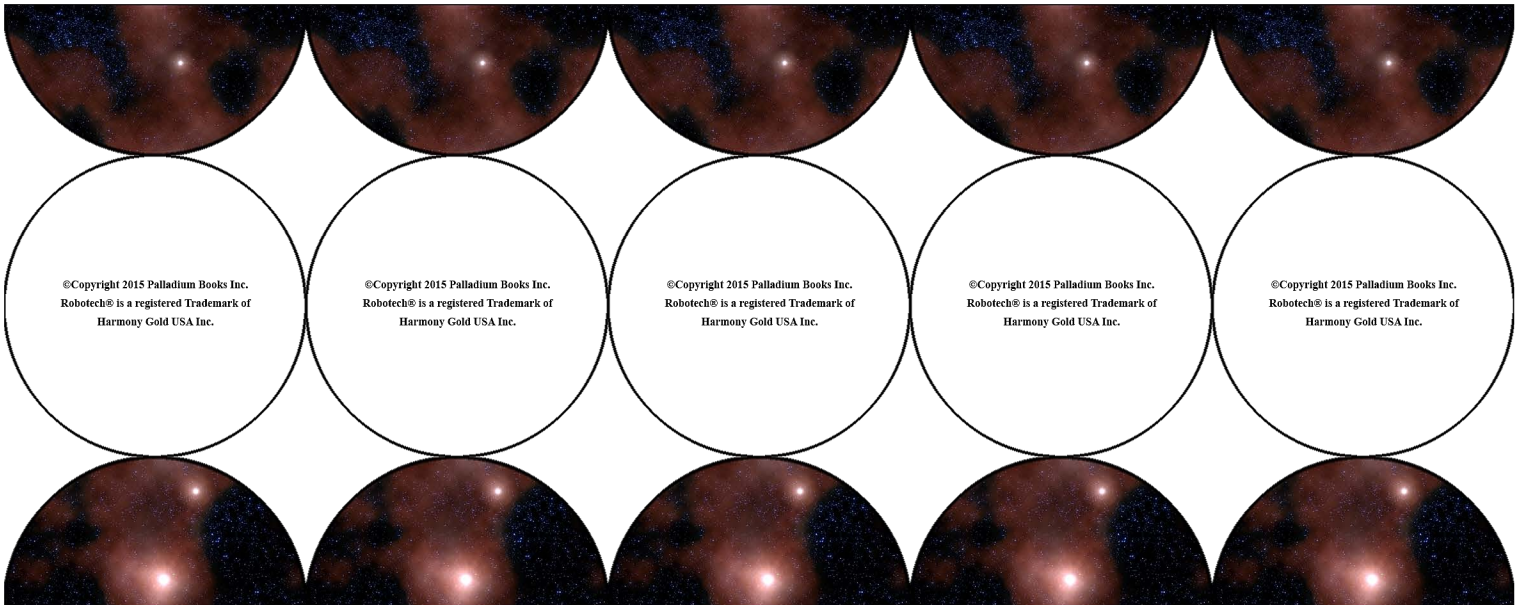 ©Copyright 2015 Palladium Books Inc.
Robotech® is a registered Trademark of
Harmony Gold USA Inc.
©Copyright 2015 Palladium Books Inc.
Robotech® is a registered Trademark of
Harmony Gold USA Inc.
©Copyright 2015 Palladium Books Inc.
Robotech® is a registered Trademark of
Harmony Gold USA Inc.
©Copyright 2015 Palladium Books Inc.
Robotech® is a registered Trademark of
Harmony Gold USA Inc.
©Copyright 2015 Palladium Books Inc.
Robotech® is a registered Trademark of
Harmony Gold USA Inc.